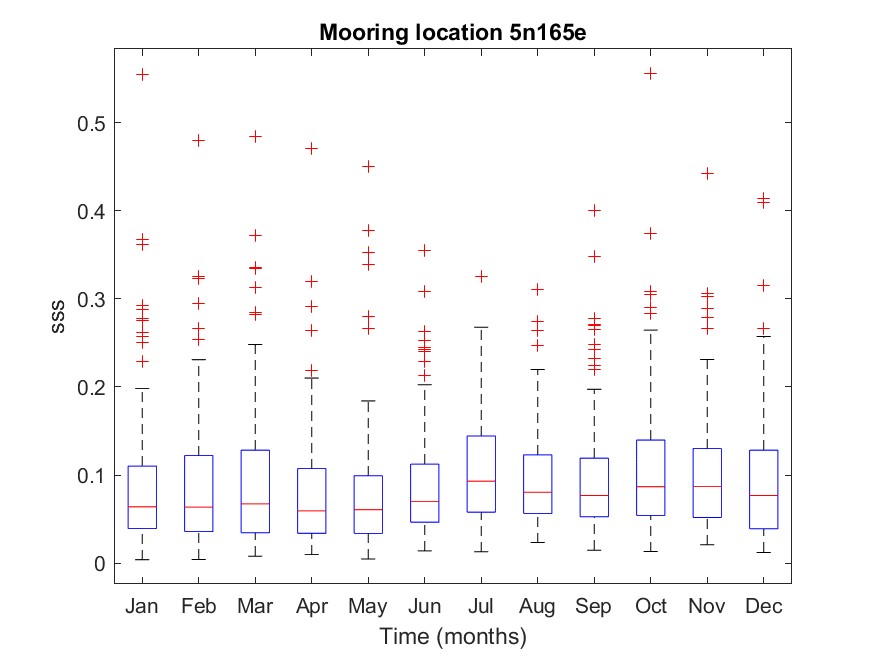 Mooring location 5n165e
0.5
0.4
0.3
0.2
0.1
0
sss
Jan Feb Mar Apr May Jun Jul Aug Sep Oct Nov Dec
Time (months)